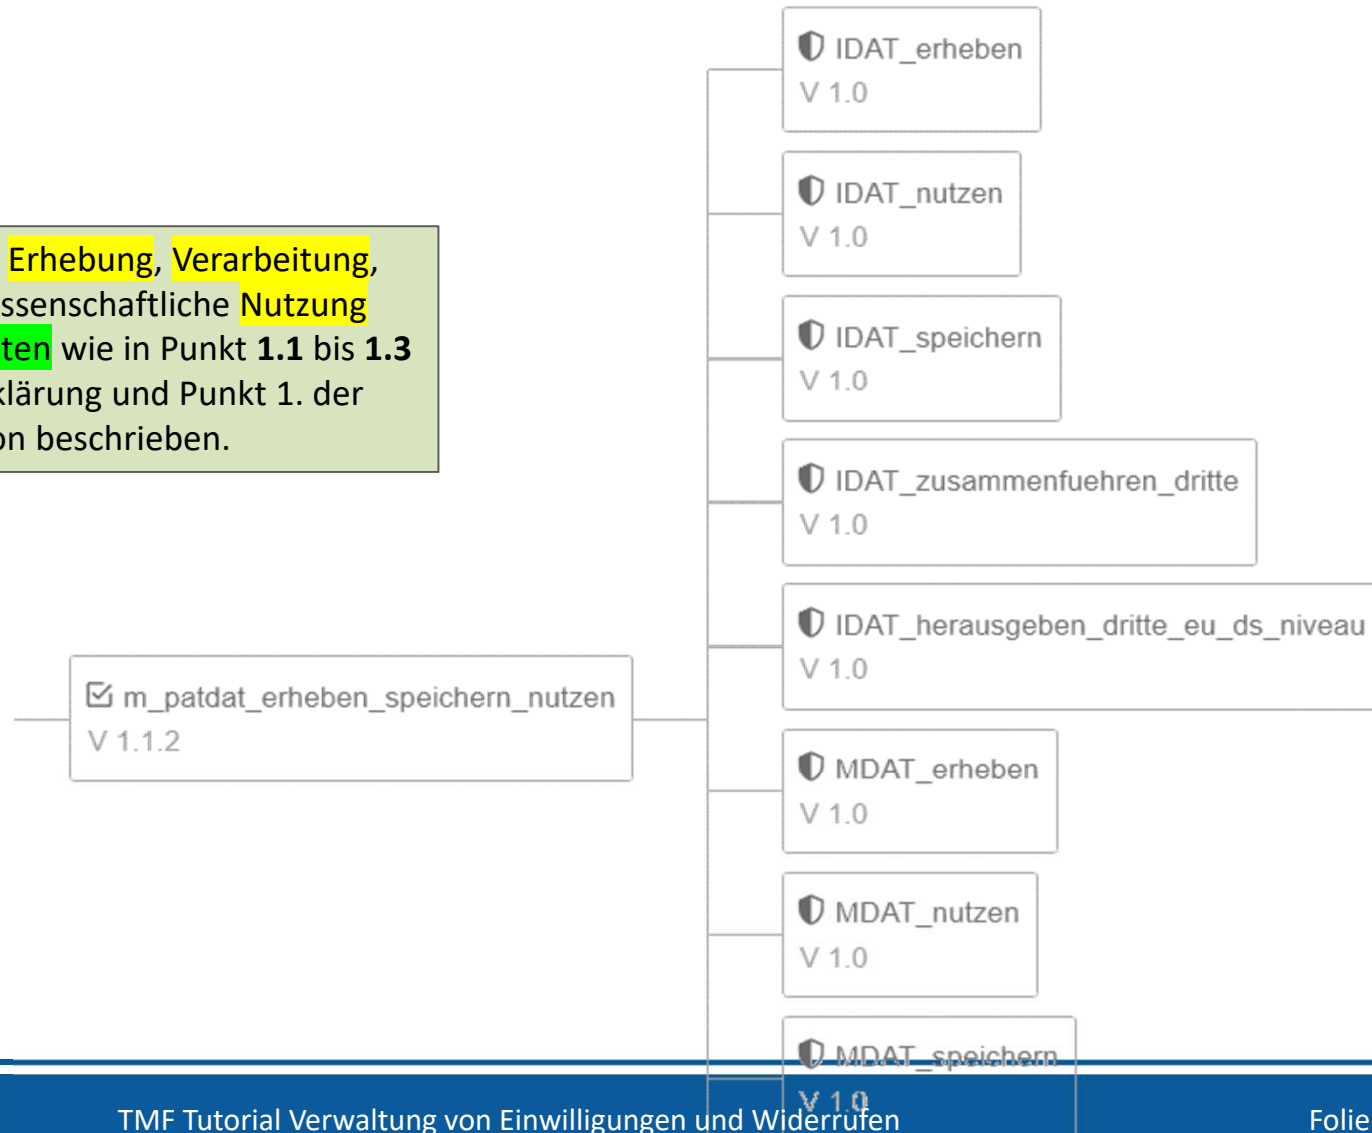 Erhebung, Verarbeitung,
ssenschaftliche Nutzung
ten wie in Punkt 1.1 bis 1.3
klärung und Punkt 1. der
on beschrieben.
m_patdat_erheben_speichern_nutzen
V 1.1.2
IDAT_erheben
V 1.0
IDAT_nutzen
V 1.0
IDAT_speichern
V 1.0
IDAT_zusammenfuehren_dritte
V 1.0
IDAT_herausgeben_dritte_eu_ds_niveau
V 1.0
MDAT_erheben
V 1.0
MDAT_nutzen
V 1.0
MDAT_speichern
V 1.0
TMF Tutorial Verwaltung von Einwilligungen und Widerrufen
Folie